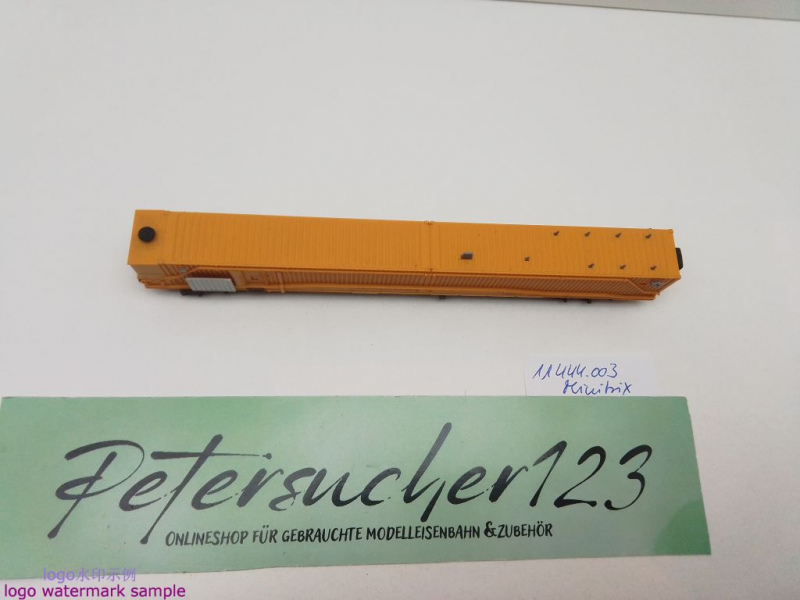 11444.003
Minitrix
Petersucher123
ONLINESHOP FÜR GEBRAUCHTE MODELLEISENBAHN & ZUBEHÖR
logo水印示例
logo watermark sample